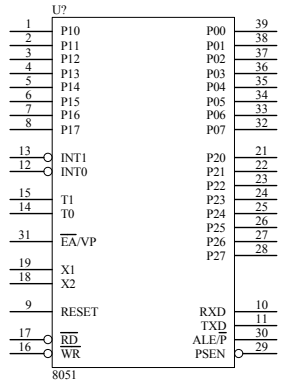 U?
1 P10 P00 39
2 P11 P01 38
3 P12 P02 37
4 P13 P03 36
5 P14 P04 35
6 P15 P05 34
7 P16 P06 33
8 P17 P07 32
13 INT1 P20 21
12 INT0 P21 22
P22 23
15 T1 P23 24
14 T0 P24 25
P25 26
31 EA/VP P26 27
P27 28
19 X1
18 X2
9 RESET RXD 10
TXD 11
17 RD ALE/P 30
16 WR PSEN 29
8051